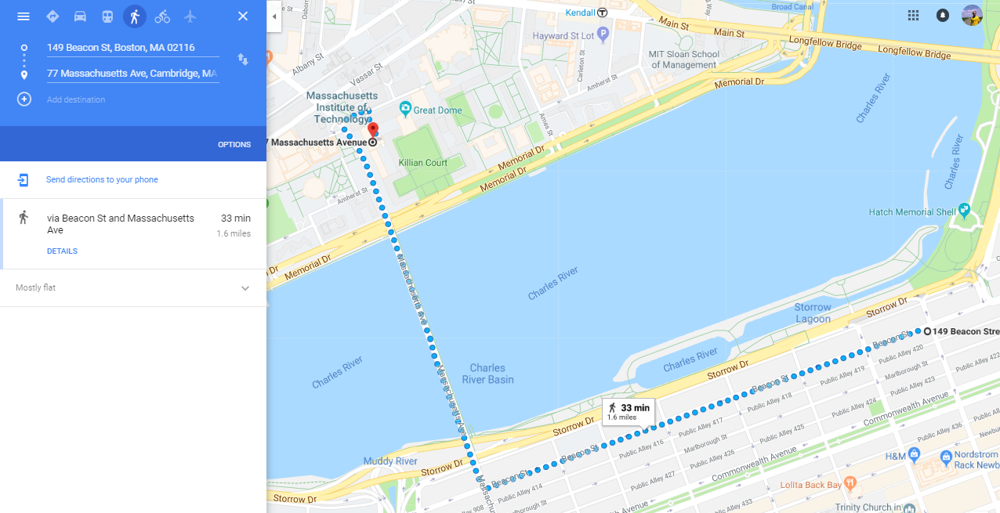 149 Beacon St, Boston, MA 02116
77 Massachusetts Ave, Cambridge, MA
Add destination
OPTIONS
Send directions to your phone
via Beacon St and Massachusetts
Ave
33 min
1.6 miles
DETAILS
Mostly flat
Kendall
T
Broad Canal
Main St
Main St
Hayward St Lot
P
Longfellow Bridge
Longfellow Bridge
MIT Sloan School
of Management
Albany St
Vassar St
Carleton St
Amherst St
Memorial Dr
Charles River
Massachusetts
Institute of
Technology
Great Dome
Ames St
7 Massachusetts Avenue
Killian Court
Memorial Dr
Memorial Dr
Charles River
Amherst St
Hatch Memorial Shell
Memorial Dr
Massachusetts Ave
Charles River
Storrow
Lagoon
Storrow Dr
149 Beacon Stre
Beacon St
Public Alley 420
Public Alley 422
Charles River
Charles River
Storrow Dr
Marlborough St
Public Alley 419
Charles
River Basin
Beacon St
Public Alley 423
Public Alley 418
Massachusetts Ave
33 min
1.6 miles
Public Alley 424
Commonwealth Avenue
Storrow Dr
Public Alley 417
Public Alley 425
Public Alley 436
Beacon St
Public Alley 416
Marlborough St
Public Alley 426
Commonwealth Avenue
Muddy River
Storrow Dr
H&M
Nordstrom
Rack Newb
Beacon St
Public Alley 427
Public Alley 414
Lolita Back Bay
Storrow Dr
Public Alley 433
Trinity Church in